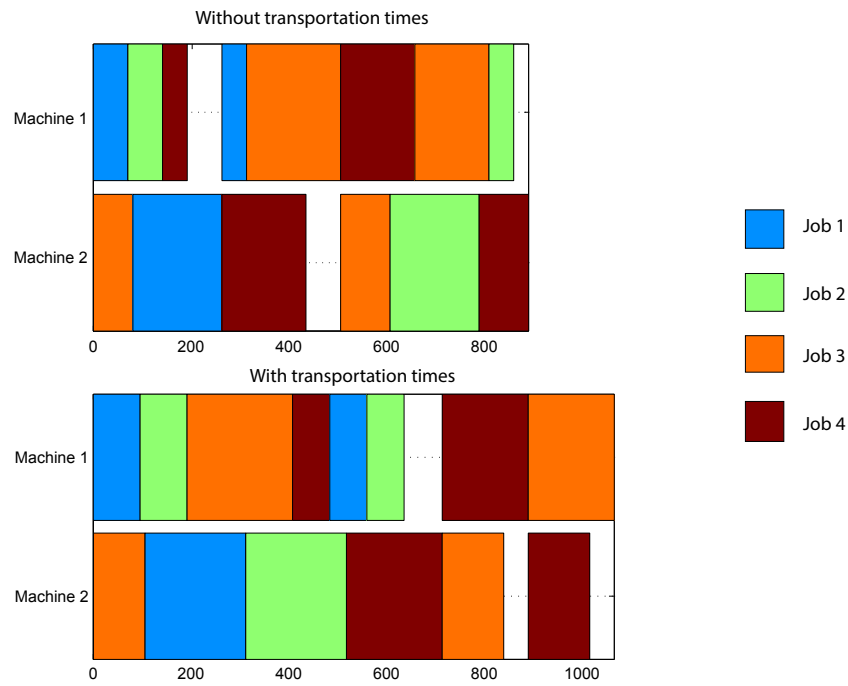 Without transportation times
Machine 1
Machine 2
0 200 400 600 800
With transportation times
Machine 1
Machine 2
0 200 400 600 800 1000
Job 1
Job 2
Job 3
Job 4